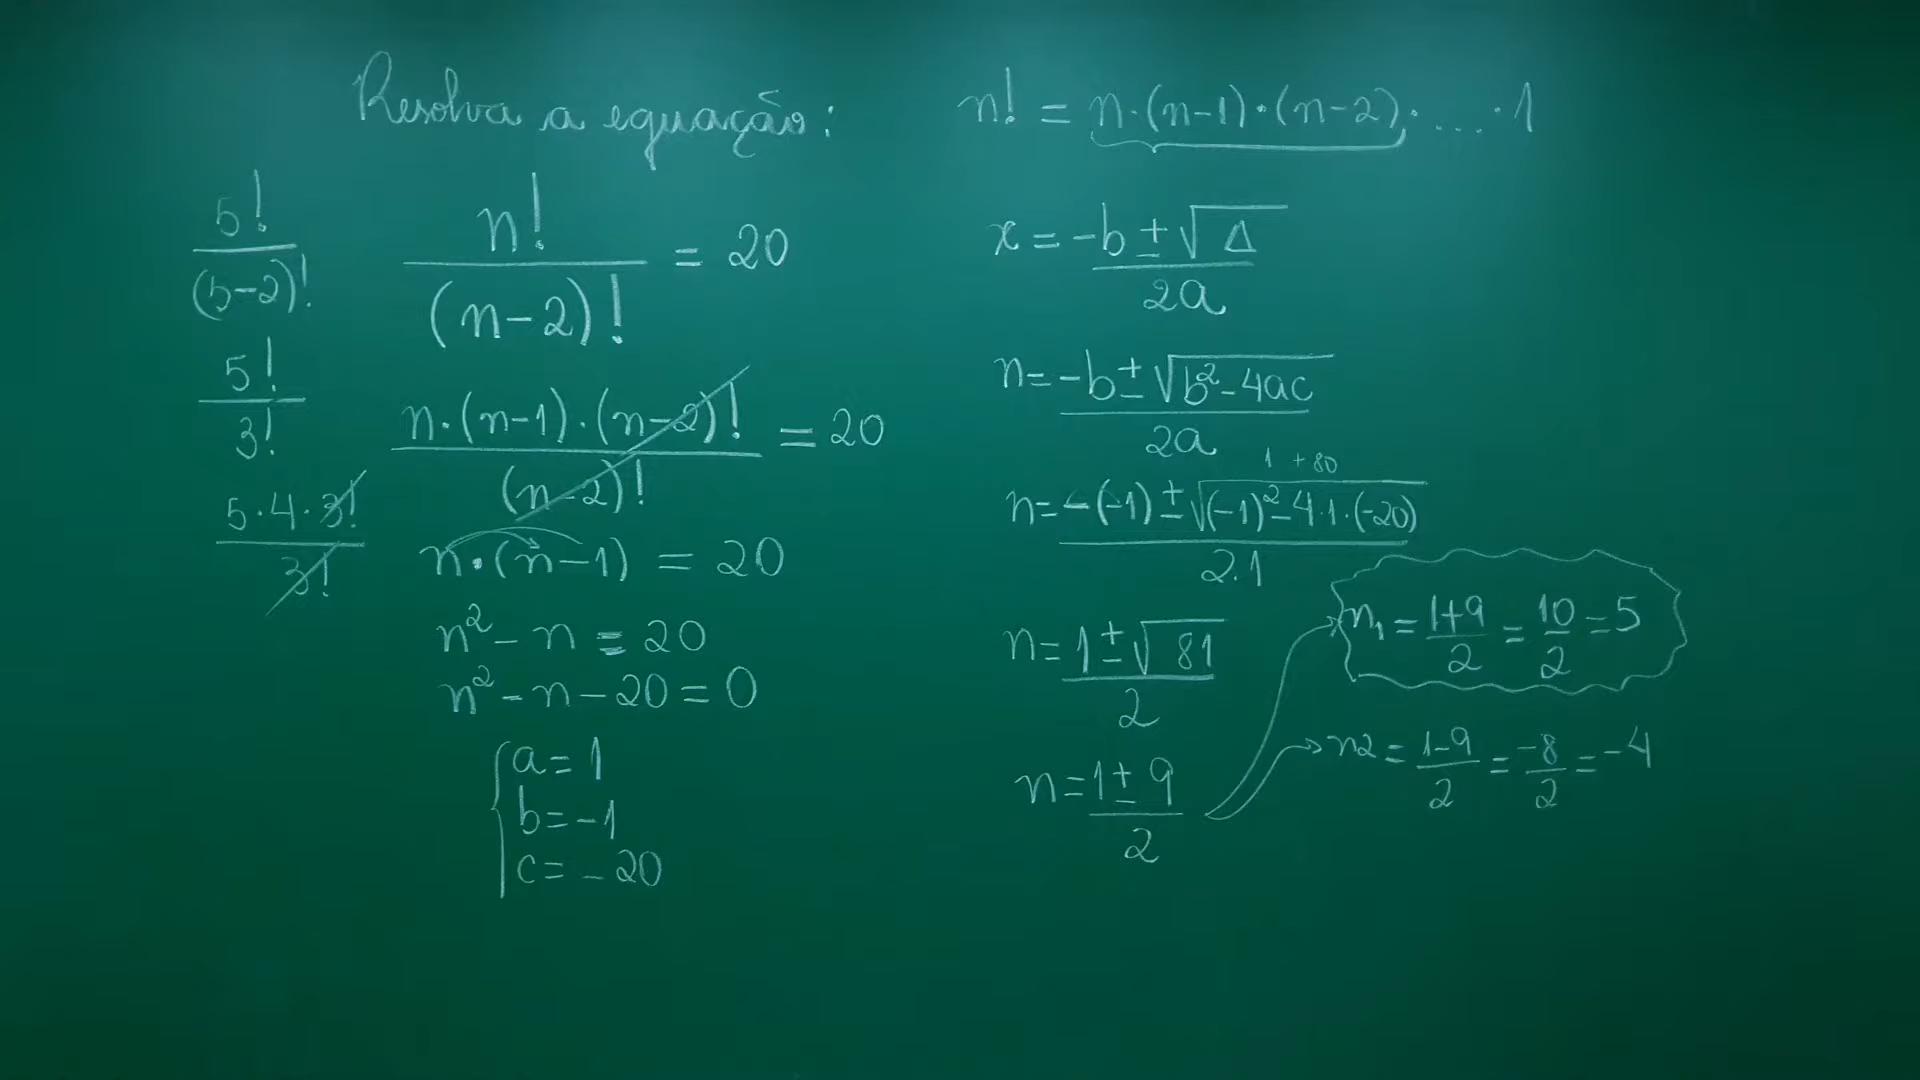 Resolva a equação:
5!
(5-2)!
5!
3!
5·4·3!
3!
n!
(n-2)!
= 20
n·(n-1)·(n-2)!
(n-2)!
= 20
n·(n-1) = 20
n² - n = 20
n² - n - 20 = 0
a = 1
b = -1
c = -20
n! = n·(n-1)·(n-2)·....·1
x = -b ± √Δ
2a
n = -b ± √b² - 4ac
2a
1 + 80
n = -(-1) ± √(-1)² - 4·1·(-20)
2.1
n = 1 ± √81
2
n = 1 ± 9
2
n₁ = 1+9 = 10 = 5
2 2
n2 = 1-9 = -8 = -4
2 2